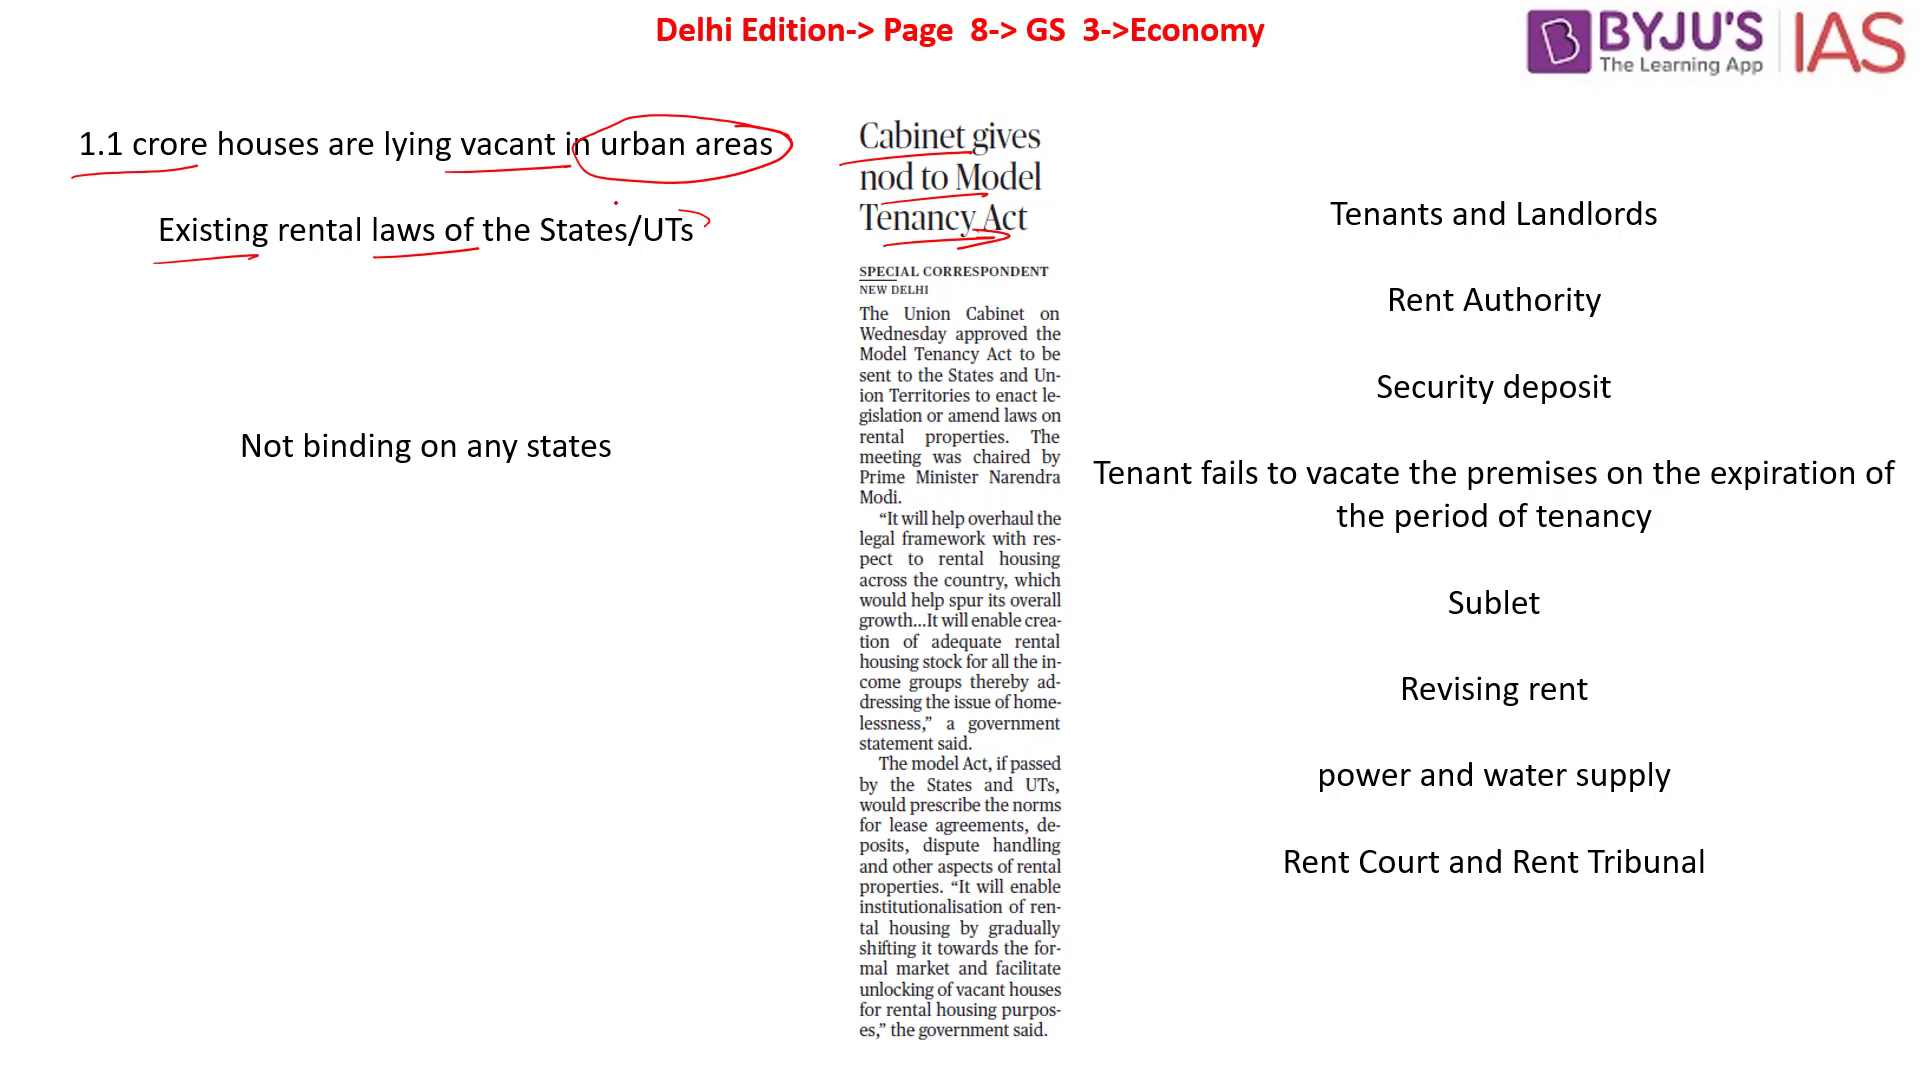 Delhi Edition-> Page 8-> GS 3->Economy
BYJU'S
The Learning App
IAS
1.1 crore houses are lying vacant in urban areas
Existing rental laws of the States/UTs
Not binding on any states
Cabinet gives
nod to Model
Tenancy Act
SPECIAL CORRESPONDENT
NEW DELHI
The Union Cabinet on
Wednesday approved the
Model Tenancy Act to be
sent to the States and Un-
ion Territories to enact le-
gislation or amend laws on
rental properties. The
meeting was chaired by
Prime Minister Narendra
Modi.
“It will help overhaul the
legal framework with res-
pect to rental housing
across the country, which
would help spur its overall
growth...It will enable crea-
tion of adequate rental
housing stock for all the in-
come groups thereby ad-
dressing the issue of home-
lessness,” a government
statement said.
The model Act, if passed
by the States and UTs,
would prescribe the norms
for lease agreements, de-
posits, dispute handling
and other aspects of rental
properties. “It will enable
institutionalisation of ren-
tal housing by gradually
shifting it towards the for-
mal market and facilitate
unlocking of vacant houses
for rental housing purpos-
es,” the government said.
Tenants and Landlords
Rent Authority
Security deposit
Tenant fails to vacate the premises on the expiration of
the period of tenancy
Sublet
Revising rent
power and water supply
Rent Court and Rent Tribunal